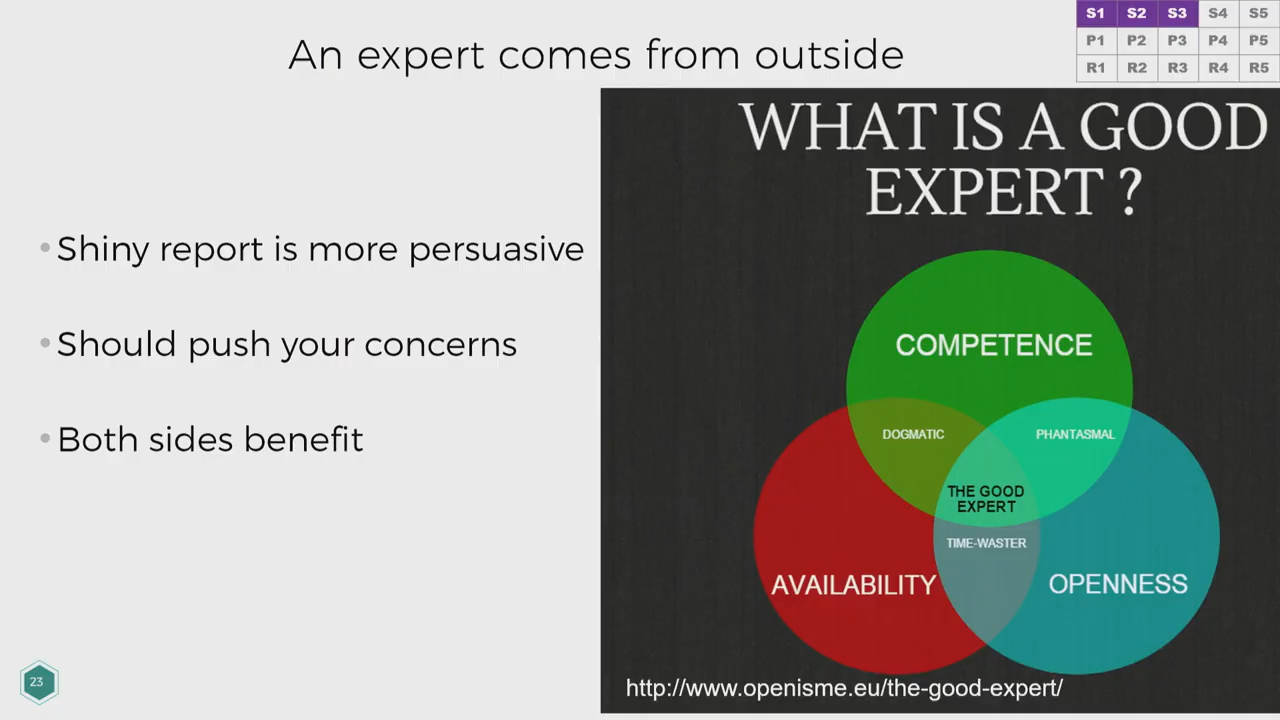 An expert comes from outside
S1 S2 S3 S4 S5
P1 P2 P3 P4 P5
R1 R2 R3 R4 R5
• Shiny report is more persuasive
• Should push your concerns
• Both sides benefit
WHAT IS A GOOD
EXPERT ?
COMPETENCE
DOGMATIC
PHANTASMAL
THE GOOD
EXPERT
TIME-WASTER
AVAILABILITY
OPENNESS
http://www.openisme.eu/the-good-expert/
23